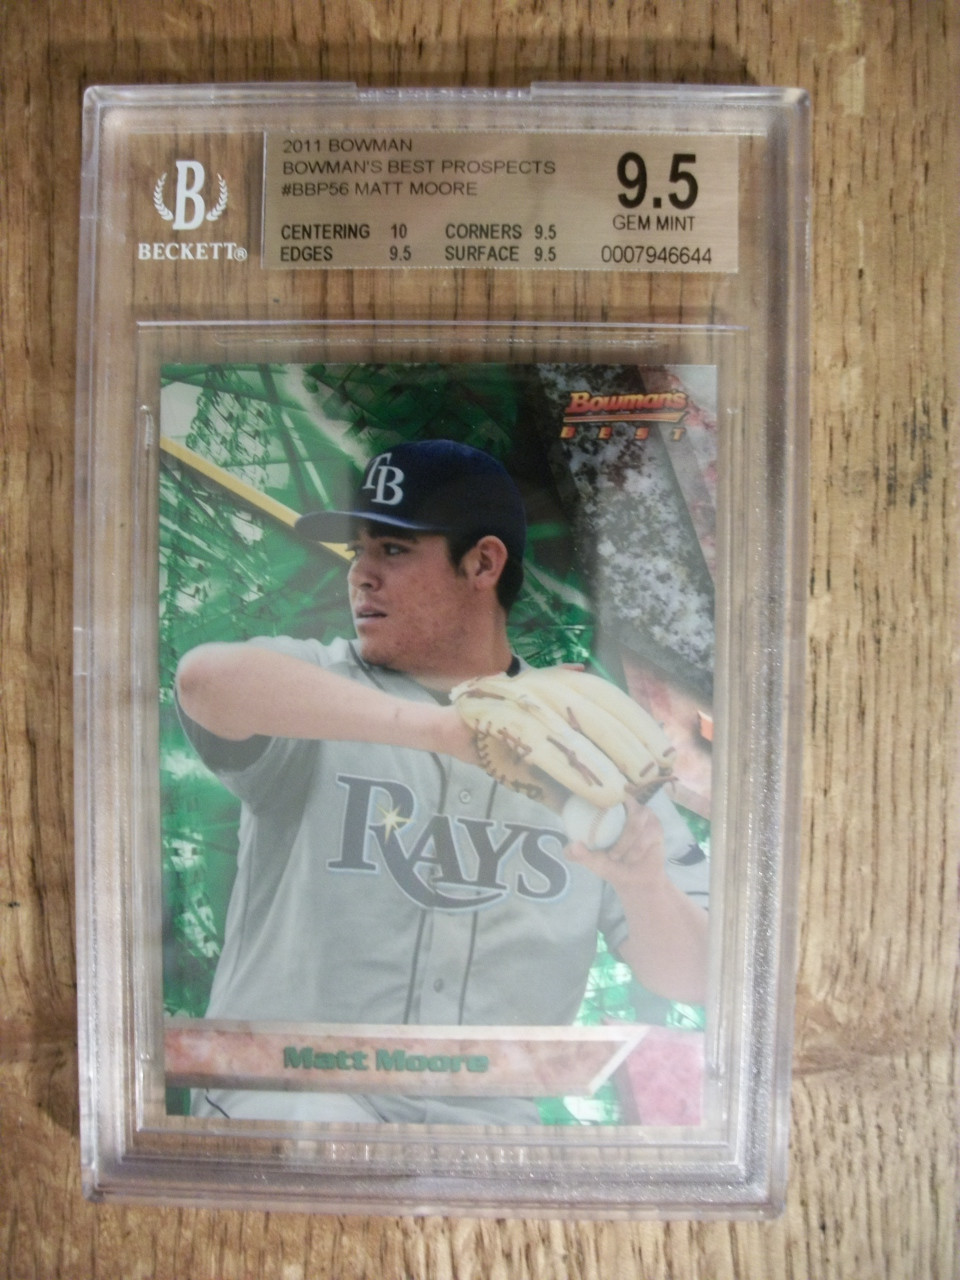 2011 BOWMAN
BOWMAN'S BEST PROSPECTS
#BBP56 MATT MOORE
CENTERING 10 CORNERS 9.5
EDGES 9.5 SURFACE 9.5
9.5
GEM MINT
0007946644
B
BECKETT®
Bowman's
BEST
TB
RAYS
Matt Moore